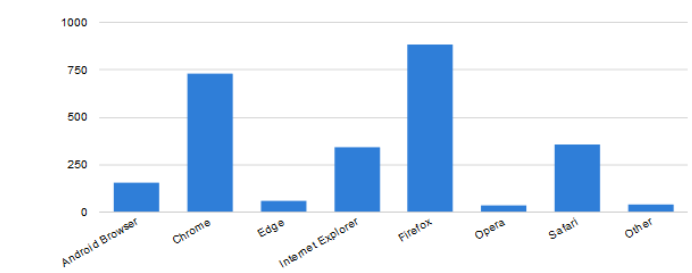 1000
750
500
250
0
Android Browser
Chrome
Edge
Internet Explorer
Firefox
Opera
Safari
Other